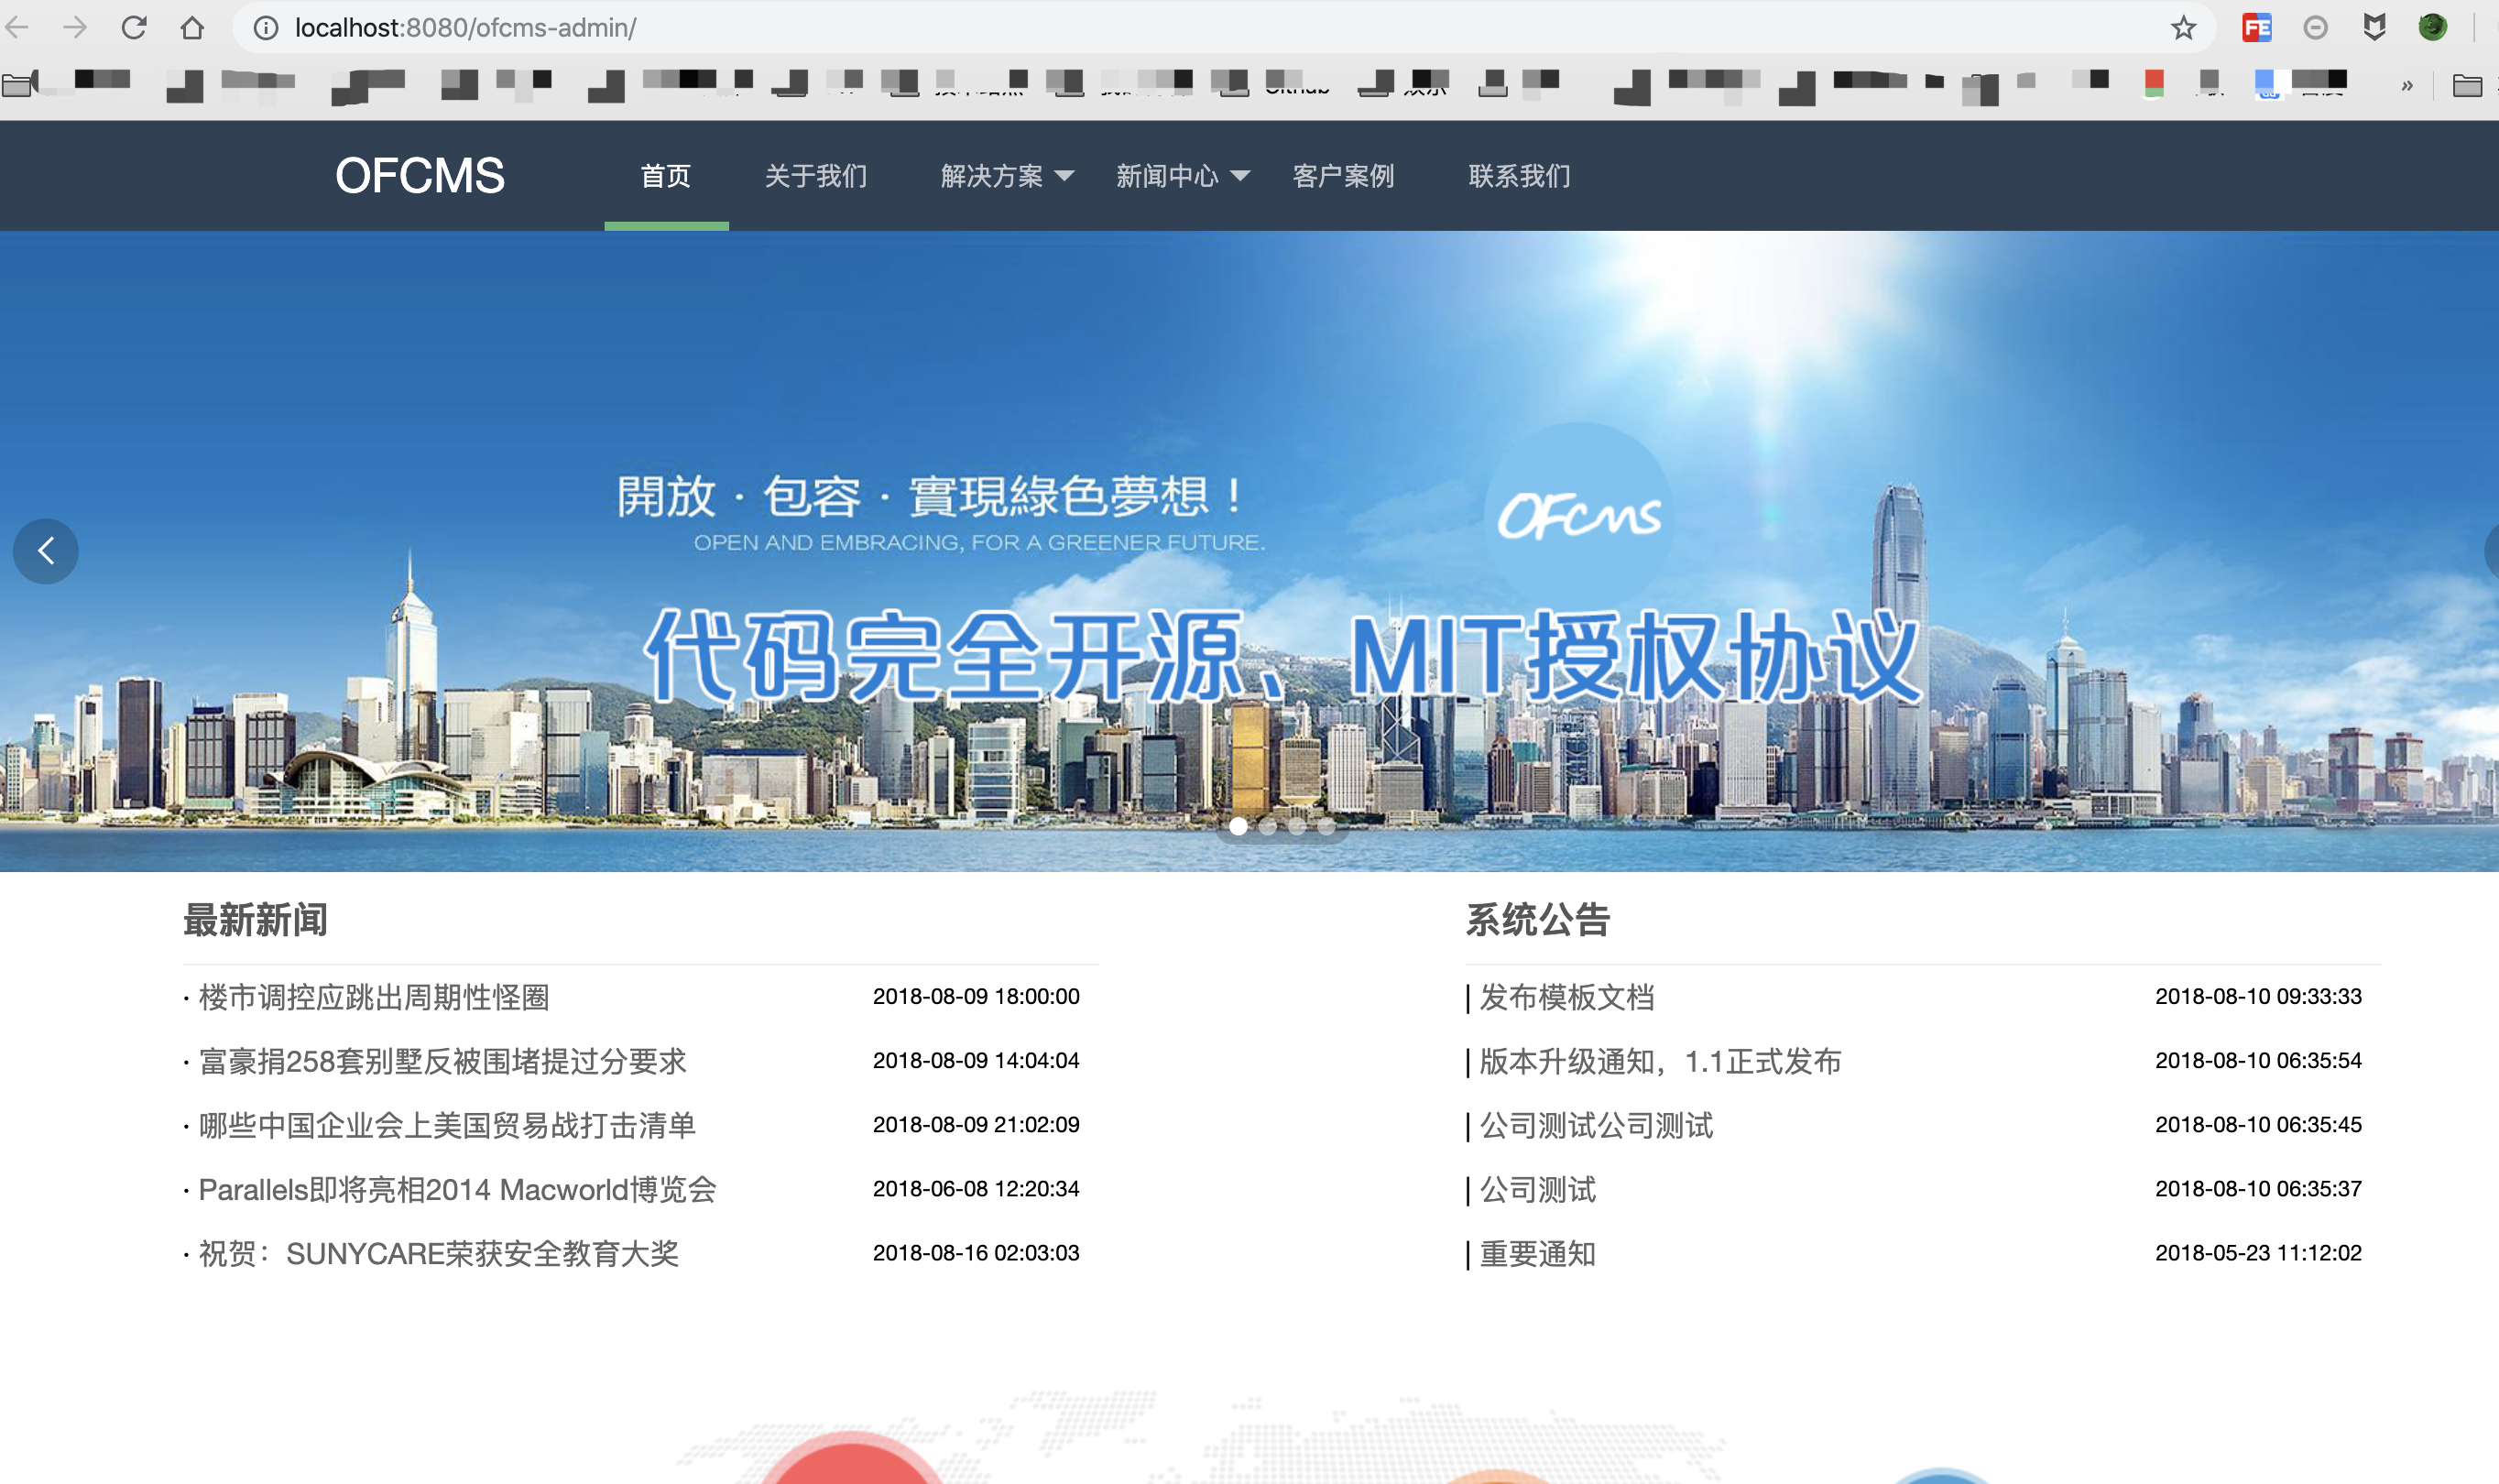 localhost:8080/ofcms-admin/
OFCMS 首页 关于我们 解决方案 新闻中心 客户案例 联系我们
開放 · 包容 · 實現綠色夢想！
OPEN AND EMBRACING, FOR A GREENER FUTURE.
OFcms
代码完全开源、MIT授权协议
最新新闻
· 楼市调控应跳出周期性怪圈 2018-08-09 18:00:00
· 富豪捐258套别墅反被围堵提过分要求 2018-08-09 14:04:04
· 哪些中国企业会上美国贸易战打击清单 2018-08-09 21:02:09
· Parallels即将亮相2014 Macworld博览会 2018-06-08 12:20:34
· 祝贺：SUNYCARE荣获安全教育大奖 2018-08-16 02:03:03
系统公告
| 发布模板文档 2018-08-10 09:33:33
| 版本升级通知，1.1正式发布 2018-08-10 06:35:54
| 公司测试公司测试 2018-08-10 06:35:45
| 公司测试 2018-08-10 06:35:37
| 重要通知 2018-05-23 11:12:02